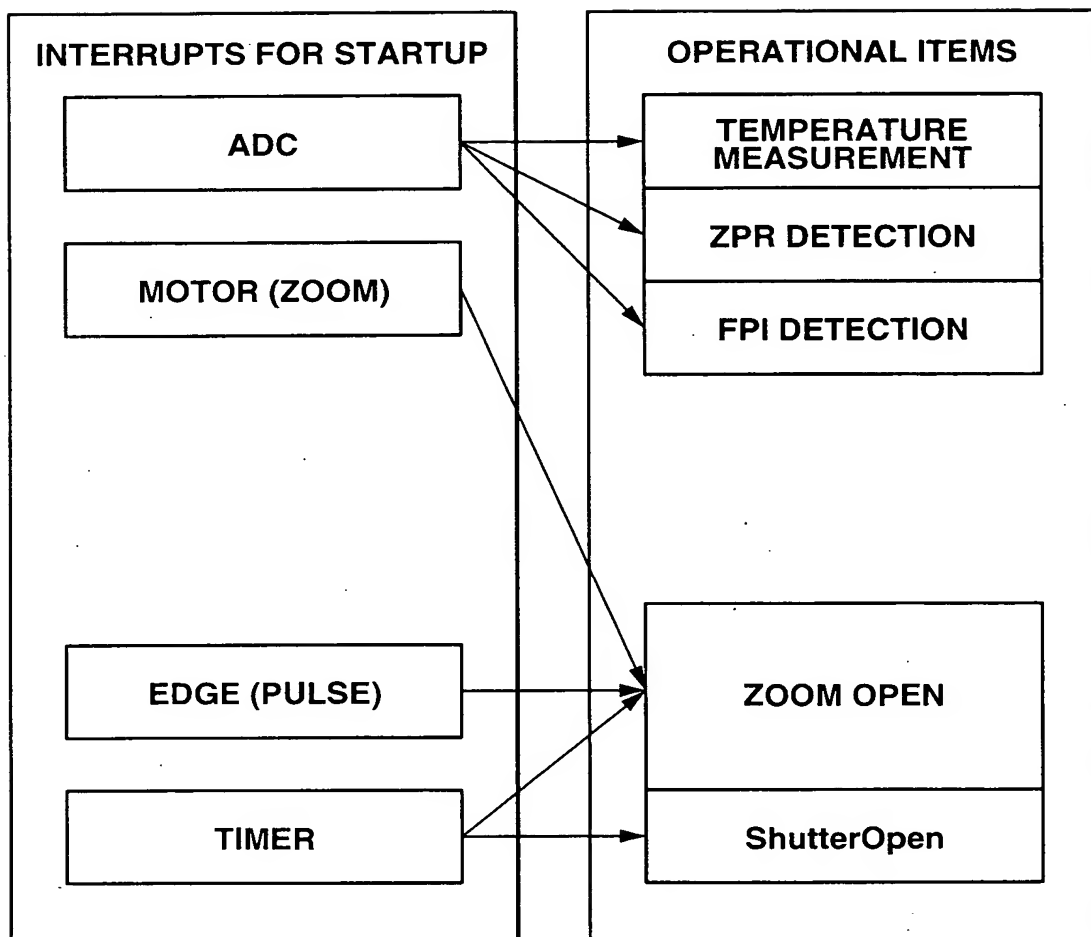 INTERRUPTS FOR STARTUP
ADC
MOTOR (ZOOM)
EDGE (PULSE)
TIMER
OPERATIONAL ITEMS
TEMPERATURE
MEASUREMENT
ZPR DETECTION
FPI DETECTION
ZOOM OPEN
ShutterOpen